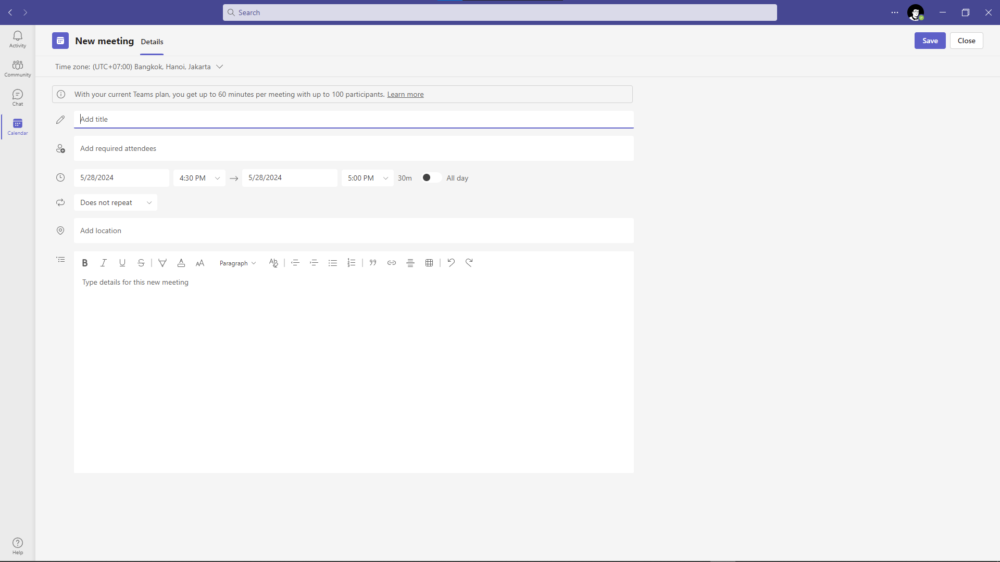 Search
Activity
Community
Chat
Calendar
Help
New meeting
Details
Save
Close
Time zone: (UTC+07:00) Bangkok, Hanoi, Jakarta
With your current Teams plan, you get up to 60 minutes per meeting with up to 100 participants. Learn more
Add title
Add required attendees
5/28/2024 4:30 PM 5/28/2024 5:00 PM 30m All day
Does not repeat
Add location
Paragraph
Type details for this new meeting